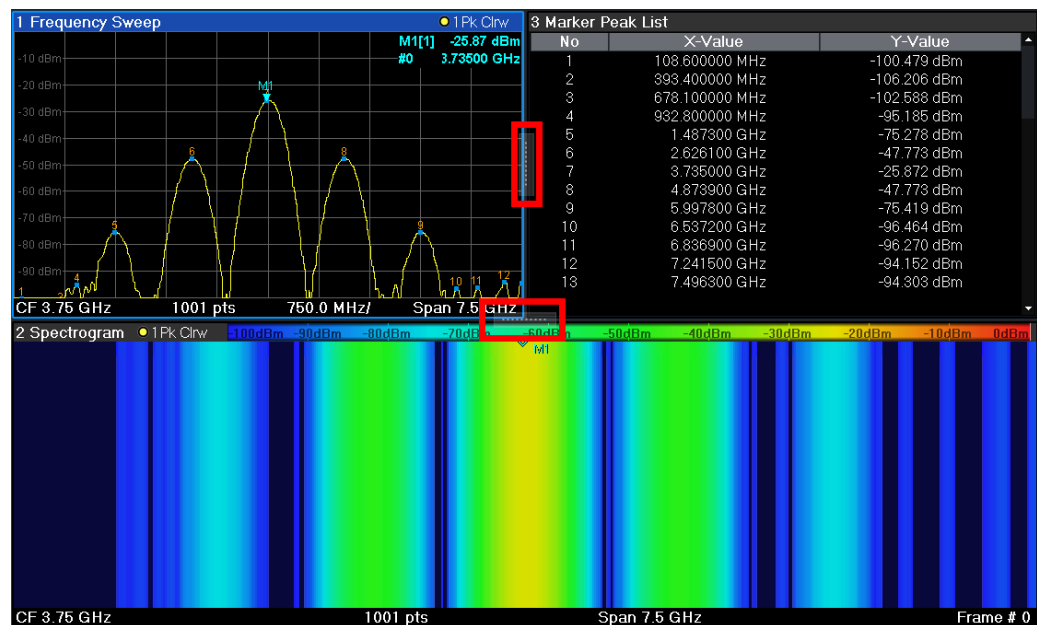 1 Frequency Sweep
1Pk Clrw
M1[1] -25.87 dBm
#0 3.73500 GHz
-10 dBm
-20 dBm
M1
-30 dBm
-40 dBm
6
8
-50 dBm
-60 dBm
-70 dBm
5
9
-80 dBm
-90 dBm
4
10
11
12
1
CF 3.75 GHz 1001 pts 750.0 MHz/ Span 7.5 GHz
3 Marker Peak List
No X-Value Y-Value
1 108.600000 MHz -100.479 dBm
2 393.400000 MHz -106.206 dBm
3 678.100000 MHz -102.588 dBm
4 932.800000 MHz -95.185 dBm
5 1.487300 GHz -75.278 dBm
6 2.626100 GHz -47.773 dBm
7 3.735000 GHz -25.872 dBm
8 4.873900 GHz -47.773 dBm
9 5.997800 GHz -75.419 dBm
10 6.537200 GHz -96.464 dBm
11 6.836900 GHz -96.270 dBm
12 7.241500 GHz -94.152 dBm
13 7.496300 GHz -94.303 dBm
2 Spectrogram 1Pk Clrw
-100dBm -90dBm -80dBm -70dBm -60dBm -50dBm -40dBm -30dBm -20dBm -10dBm 0dBm
M1
CF 3.75 GHz 1001 pts Span 7.5 GHz Frame # 0